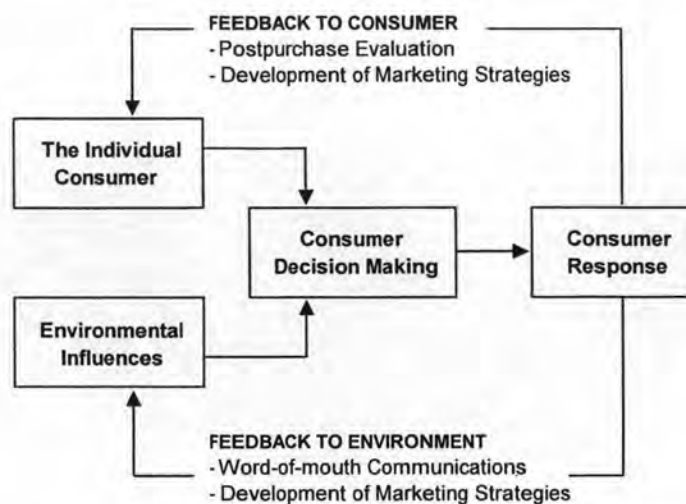 FEEDBACK TO CONSUMER
- Postpurchase Evaluation
- Development of Marketing Strategies
The Individual
Consumer
Consumer
Decision Making
Consumer
Response
Environmental
Influences
FEEDBACK TO ENVIRONMENT
- Word-of-mouth Communications
- Development of Marketing Strategies